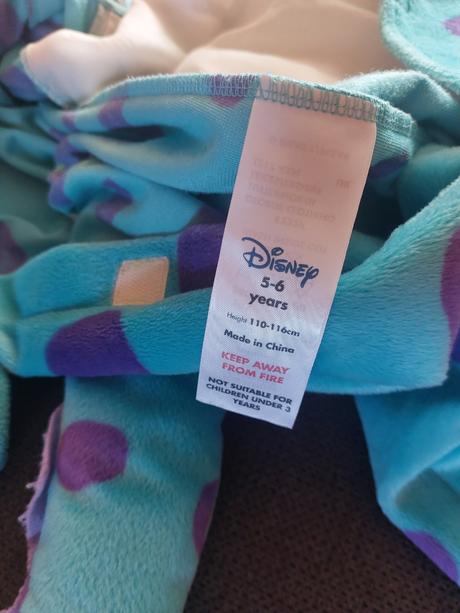 Disney
5-6
years
Height 110-116cm
Made in China
KEEP AWAY
FROM FIRE
NOT SUITABLE FOR
CHILDREN UNDER 3
YEARS